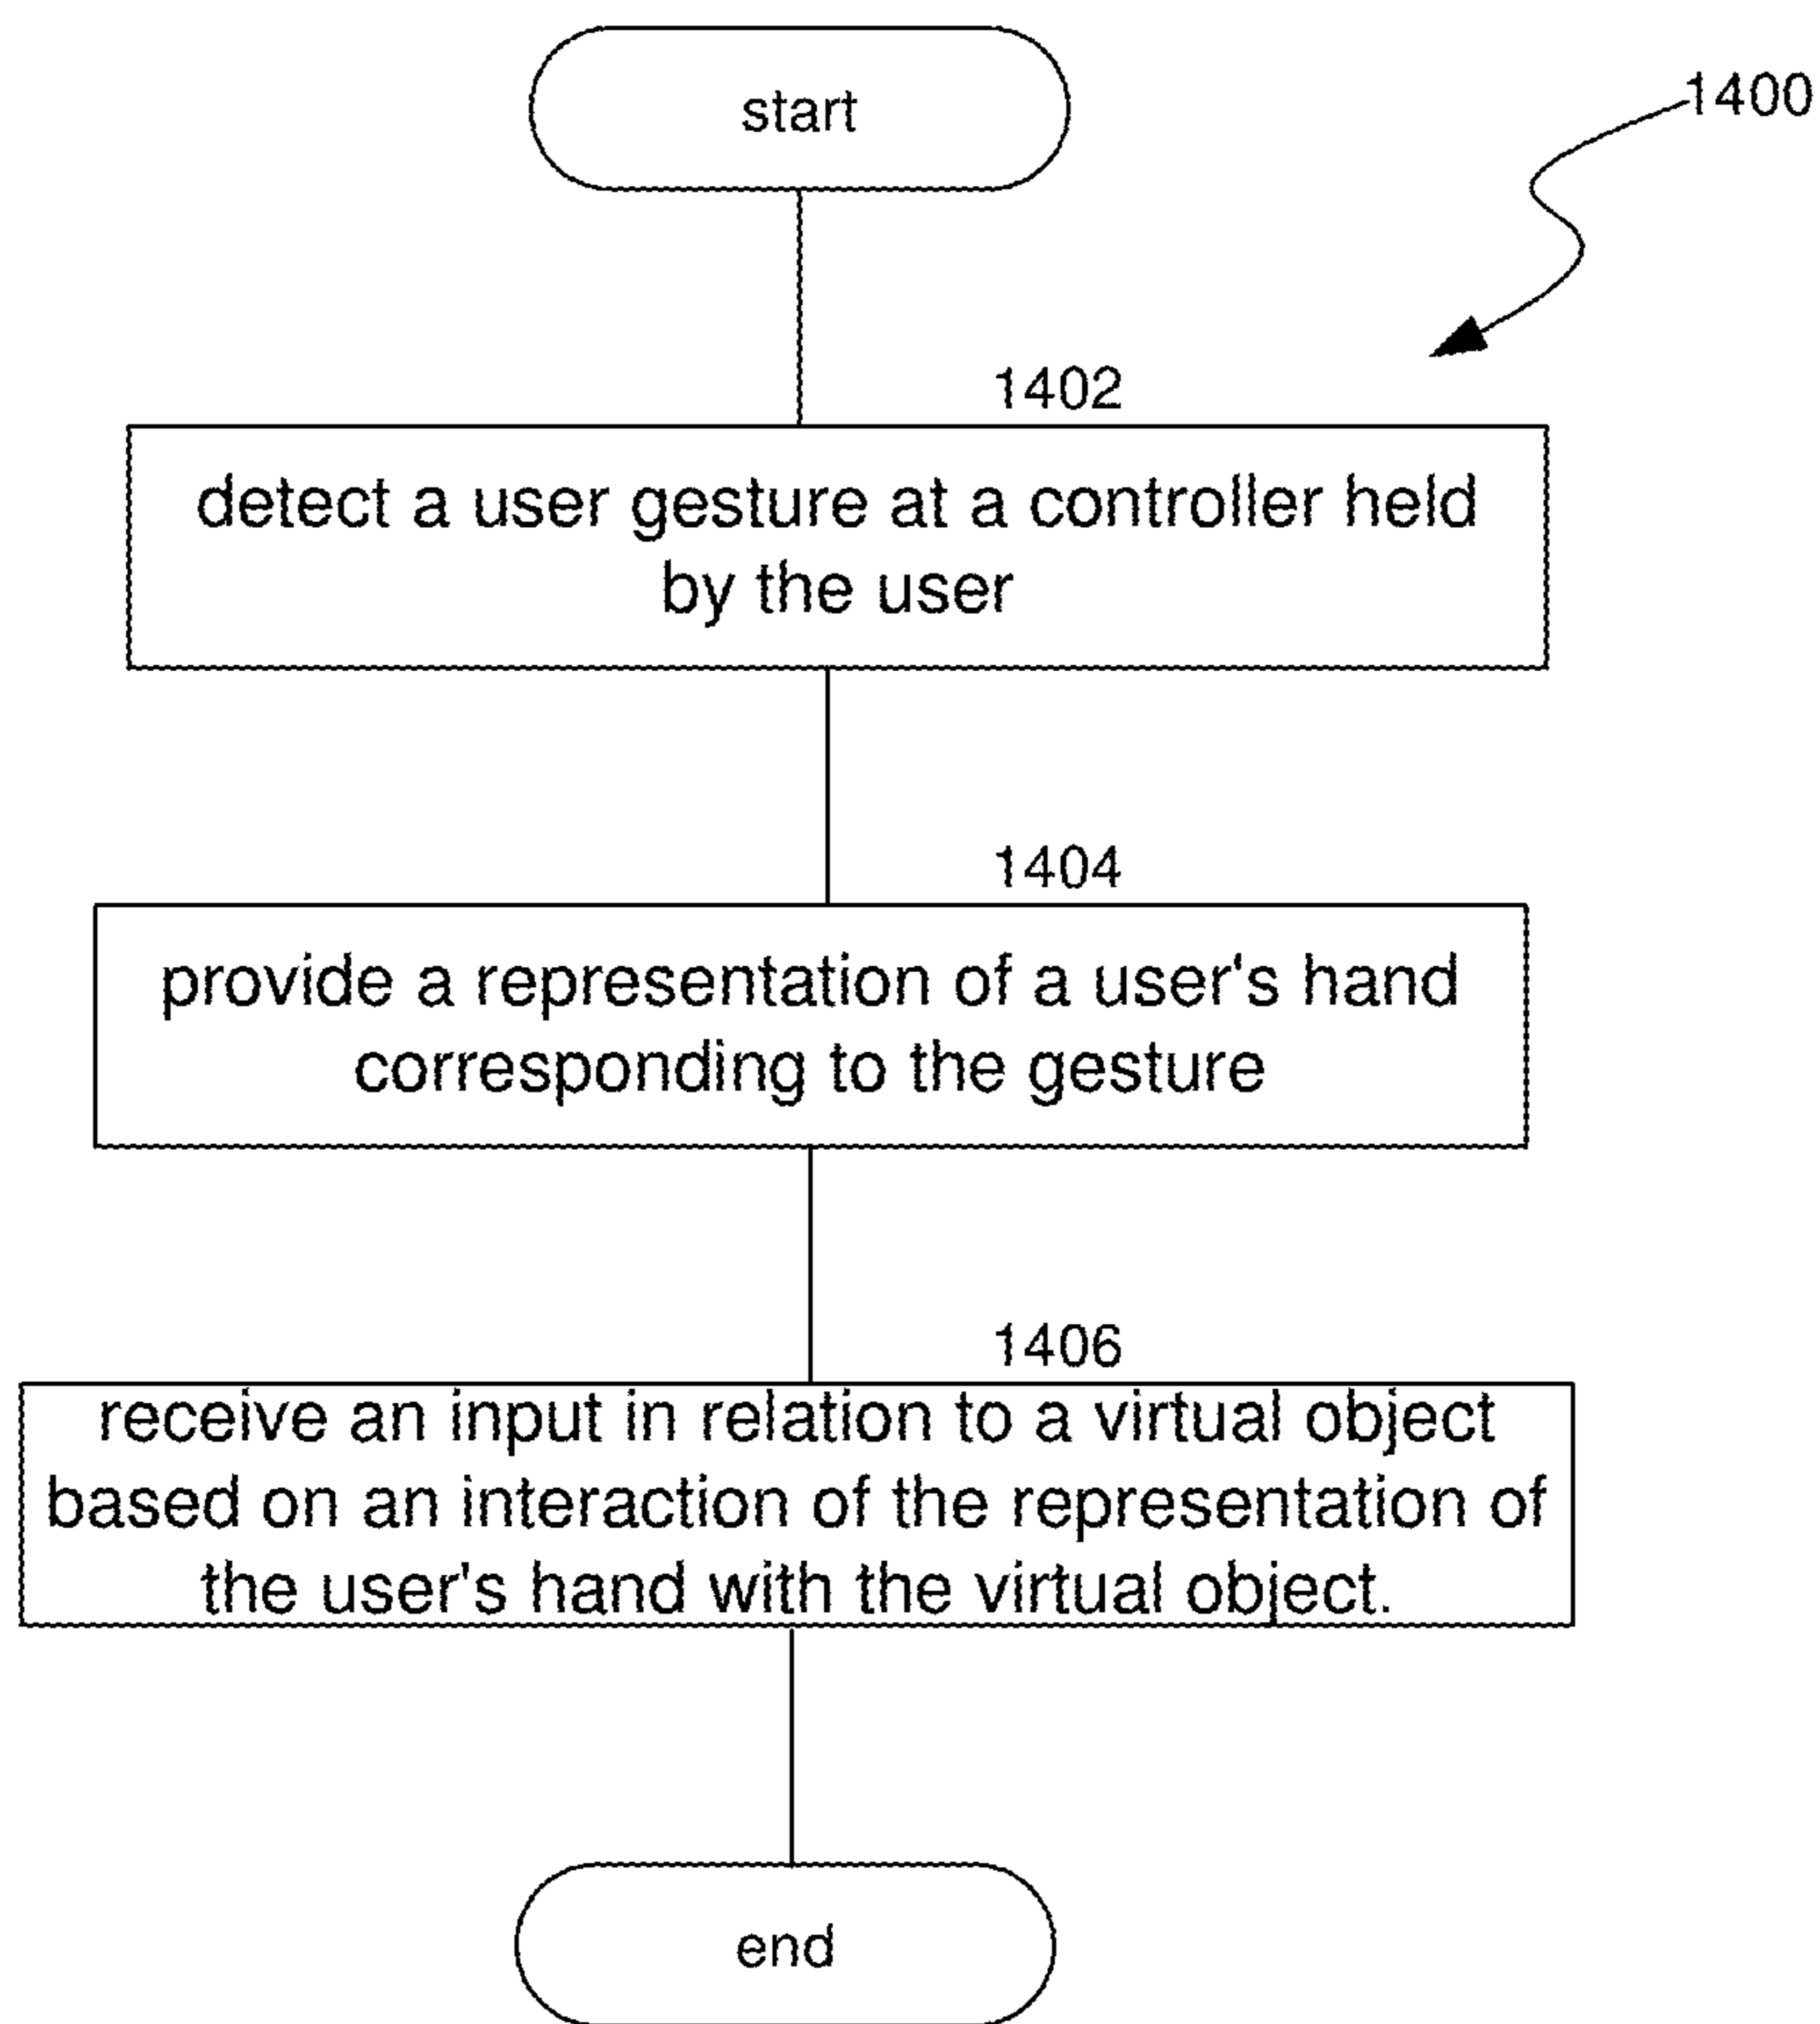 start
1400
1402
detect a user gesture at a controller held
by the user
1404
provide a representation of a user's hand
corresponding to the gesture
1406
receive an input in relation to a virtual object
based on an interaction of the representation of
the user's hand with the virtual object.
end